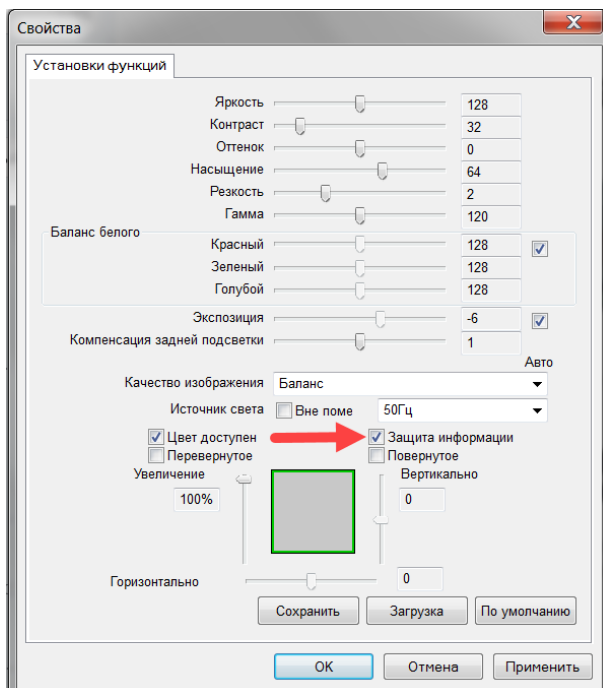 Свойства
Установки функций
Яркость 128
Контраст 32
Оттенок 0
Насыщение 64
Резкость 2
Гамма 120
Баланс белого
Красный 128
Зеленый 128
Голубой 128
Экспозиция -6
Компенсация задней подсветки 1
Авто
Качество изображения Баланс
Источник света Вне поме 50Гц
Цвет доступен Защита информации
Перевернутое Повернутое
Увеличение Вертикально
100% 0
Горизонтально 0
Сохранить Загрузка По умолчанию
OK Отмена Применить